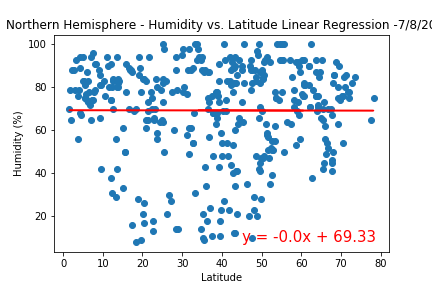 Northern Hemisphere - Humidity vs. Latitude Linear Regression -7/8/20
100
80
60
40
20
Humidity (%)
y = -0.0x + 69.33
0 10 20 30 40 50 60 70 80
Latitude